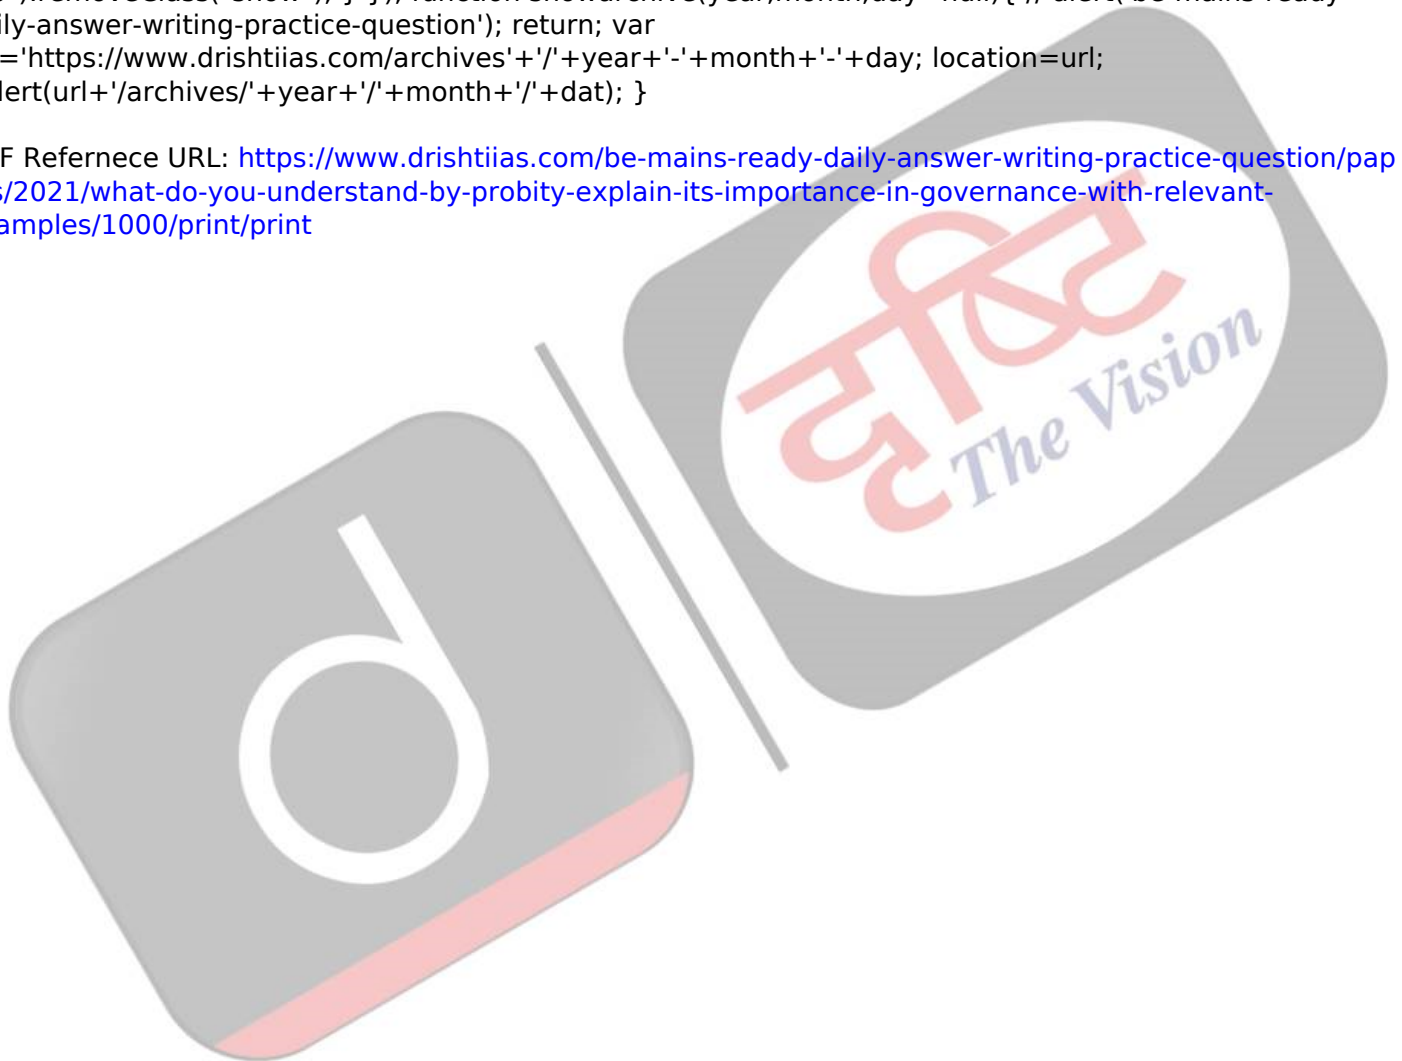 ily-answer-writing-practice-question'); return; var
='https://www.drishtiias.com/archives'+'/'+year+'-'+month+'-'+day; location=url;
lert(url+'/archives/'+year+'/'+month+'/'+dat); }
F Refernece URL: https://www.drishtiias.com/be-mains-ready-daily-answer-writing-practice-question/pap
s/2021/what-do-you-understand-by-probity-explain-its-importance-in-governance-with-relevant-
amples/1000/print/print
दृष्टि
The Vision
d